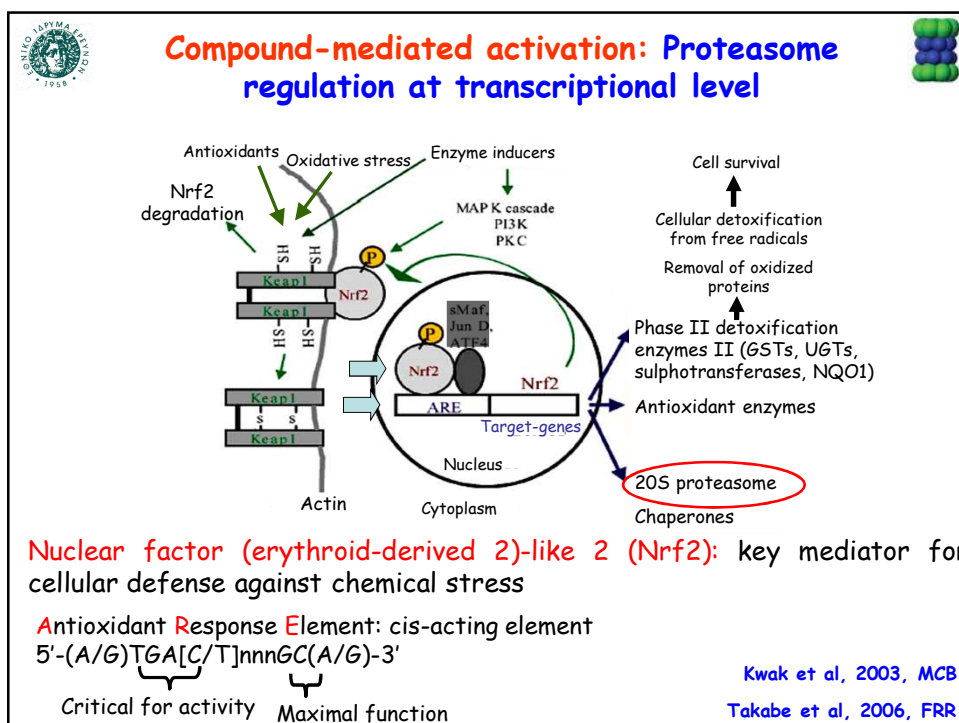 ΕΘΝΙΚΟ ΙΔΡΥΜΑ ΕΡΕΥΝΩΝ
1958
Compound-mediated activation: Proteasome
regulation at transcriptional level
Antioxidants
Oxidative stress
Enzyme inducers
Cell survival
Nrf2
degradation
MAP K cascade
PI3K
PKC
Cellular detoxification
from free radicals
HS
HS
P
Keap1
Nrf2
Removal of oxidized
proteins
SH
SH
sMaf,
Jun D,
ATF4
P
Nrf2
Nrf2
Phase II detoxification
enzymes II (GSTs, UGTs,
sulphotransferases, NQO1)
Keap1
s s
Keap1
ARE
Target-genes
Antioxidant enzymes
Nucleus
20S proteasome
Actin
Cytoplasm
Chaperones
Nuclear factor (erythroid-derived 2)-like 2 (Nrf2): key mediator for
cellular defense against chemical stress
Antioxidant Response Element: cis-acting element
5’-(A/G)TGA[C/T]nnnGC(A/G)-3’
Critical for activity
Maximal function
Kwak et al, 2003, MCB
Takabe et al, 2006, FRR